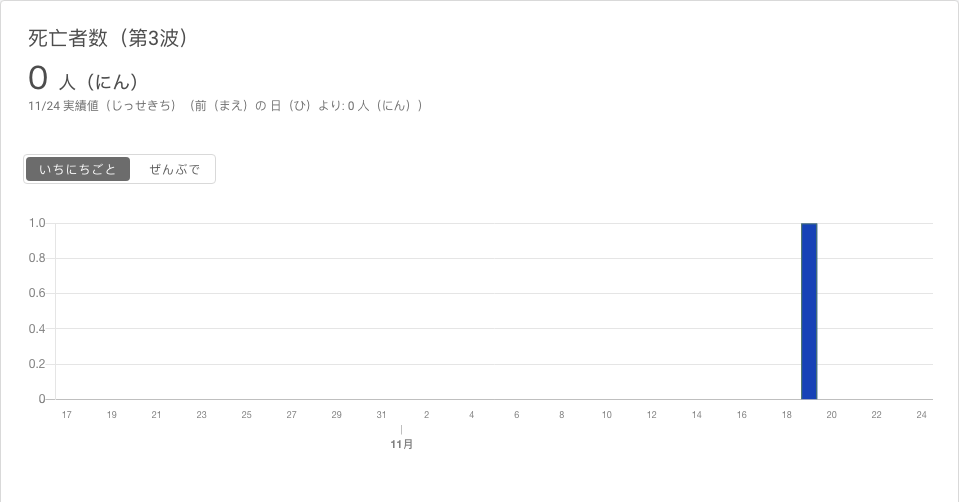 死亡者数（第3波）
0 人（にん）
11/24 実績値（じっせきち）（前（まえ）の 日（ひ）より: 0 人（にん））
いちにちごと ぜんぶで
1.0
0.8
0.6
0.4
0.2
0
17 19 21 23 25 27 29 31 2 4 6 8 10 12 14 16 18 20 22 24
11月